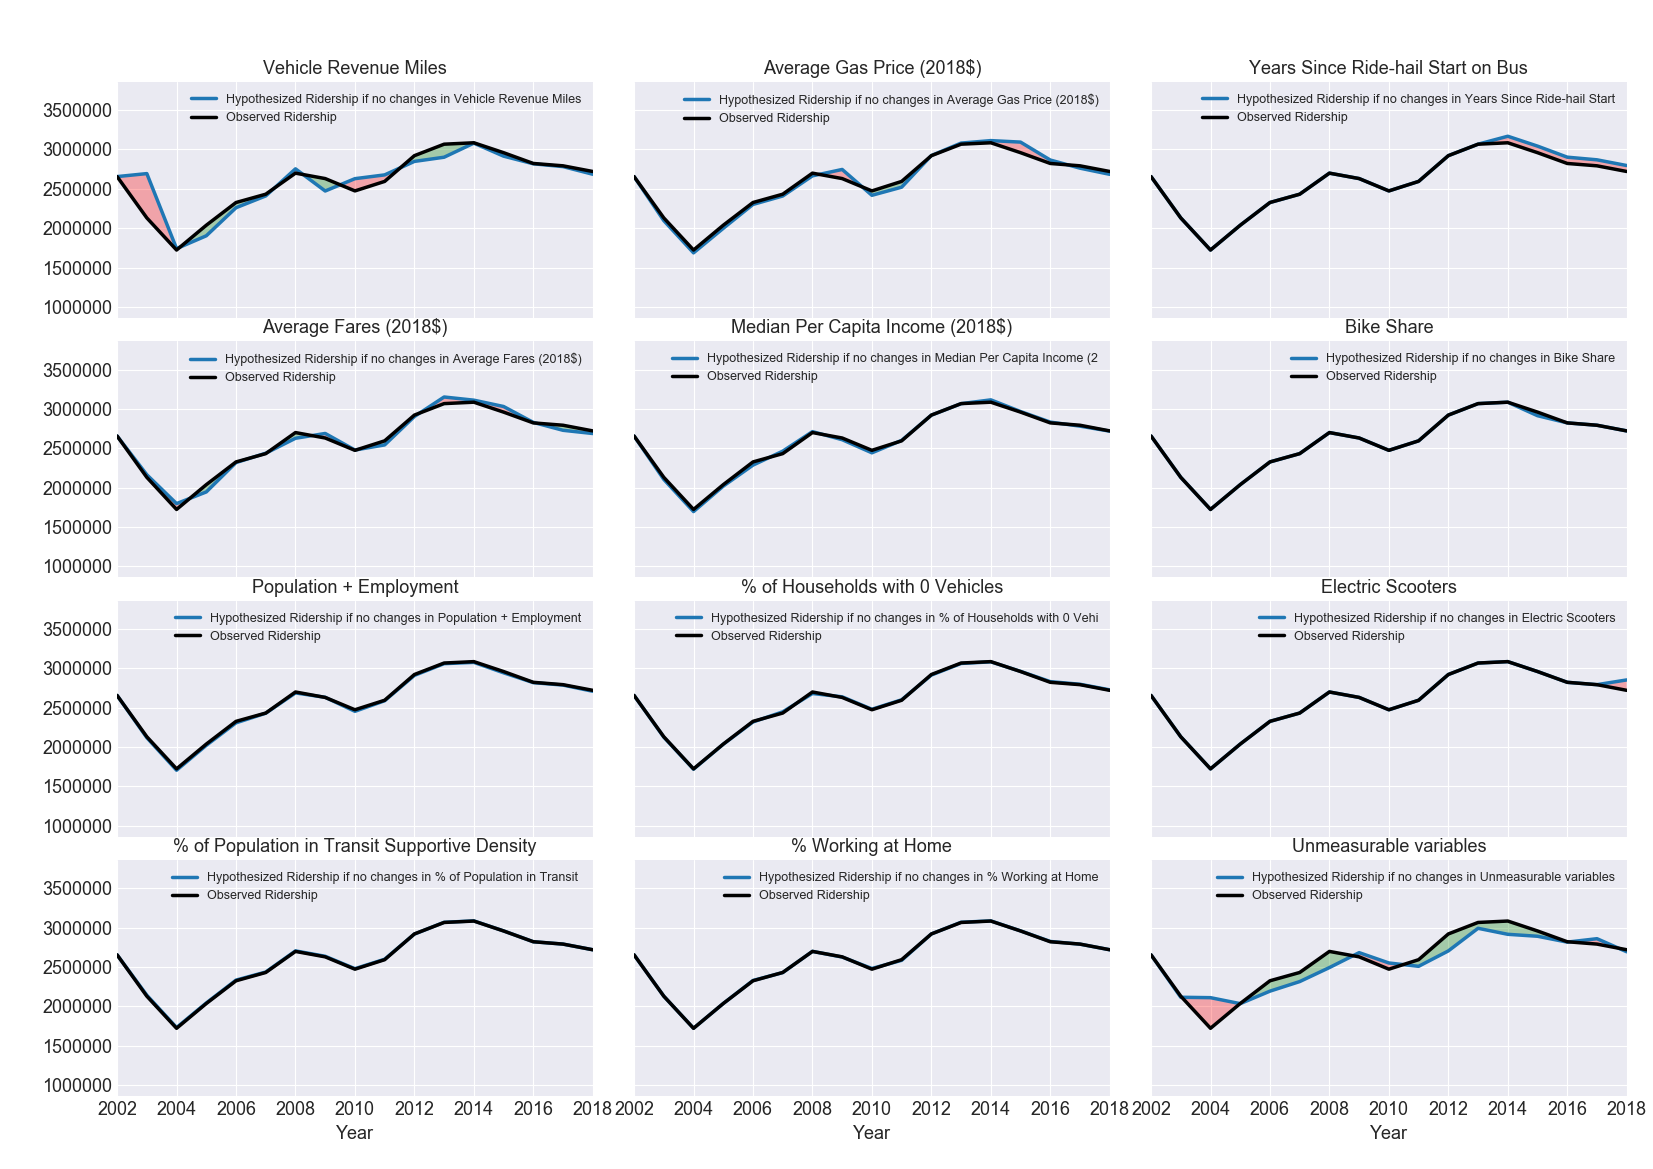 Vehicle Revenue Miles
Hypothesized Ridership if no changes in Vehicle Revenue Miles
Observed Ridership
3500000
3000000
2500000
2000000
1500000
1000000
Average Gas Price (2018$)
Hypothesized Ridership if no changes in Average Gas Price (2018$)
Observed Ridership
Years Since Ride-hail Start on Bus
Hypothesized Ridership if no changes in Years Since Ride-hail Start
Observed Ridership
Average Fares (2018$)
Hypothesized Ridership if no changes in Average Fares (2018$)
Observed Ridership
3500000
3000000
2500000
2000000
1500000
1000000
Median Per Capita Income (2018$)
Hypothesized Ridership if no changes in Median Per Capita Income (2
Observed Ridership
Bike Share
Hypothesized Ridership if no changes in Bike Share
Observed Ridership
Population + Employment
Hypothesized Ridership if no changes in Population + Employment
Observed Ridership
3500000
3000000
2500000
2000000
1500000
1000000
% of Households with 0 Vehicles
Hypothesized Ridership if no changes in % of Households with 0 Vehi
Observed Ridership
Electric Scooters
Hypothesized Ridership if no changes in Electric Scooters
Observed Ridership
% of Population in Transit Supportive Density
Hypothesized Ridership if no changes in % of Population in Transit
Observed Ridership
3500000
3000000
2500000
2000000
1500000
1000000
2002 2004 2006 2008 2010 2012 2014 2016 2018
Year
% Working at Home
Hypothesized Ridership if no changes in % Working at Home
Observed Ridership
2002 2004 2006 2008 2010 2012 2014 2016 2018
Year
Unmeasurable variables
Hypothesized Ridership if no changes in Unmeasurable variables
Observed Ridership
2002 2004 2006 2008 2010 2012 2014 2016 2018
Year